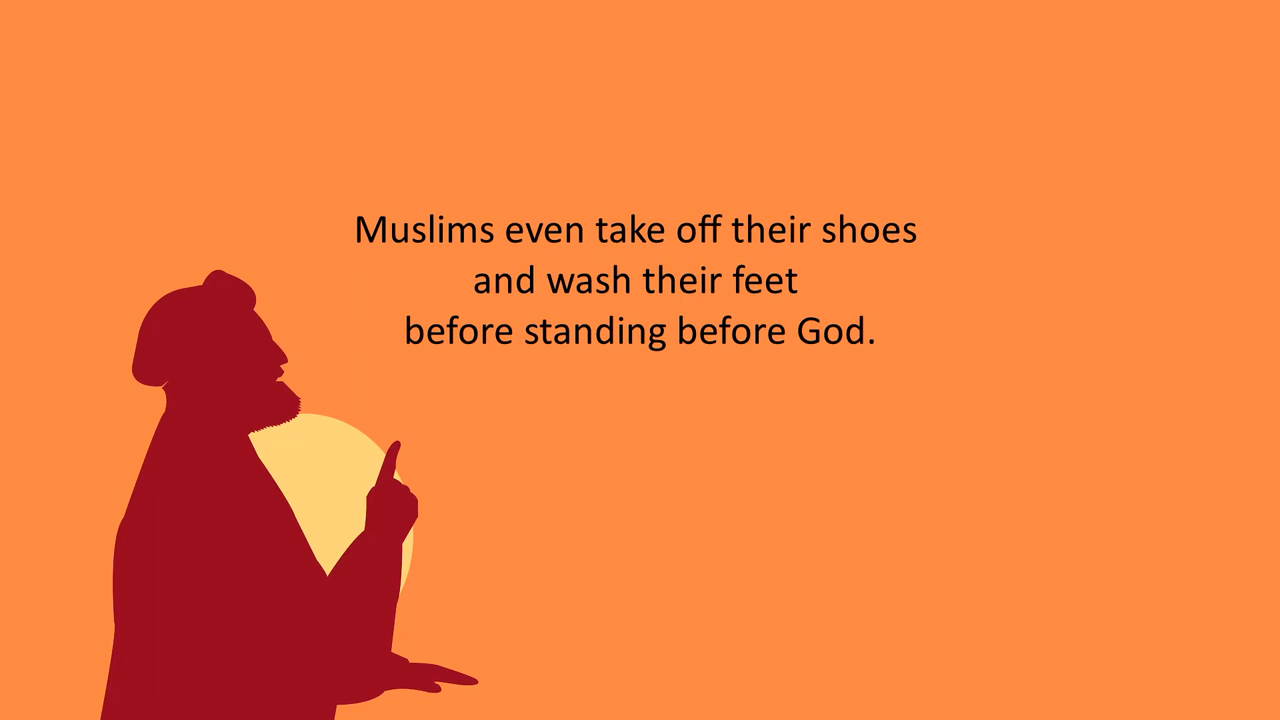 Muslims even take off their shoes
and wash their feet
before standing before God.